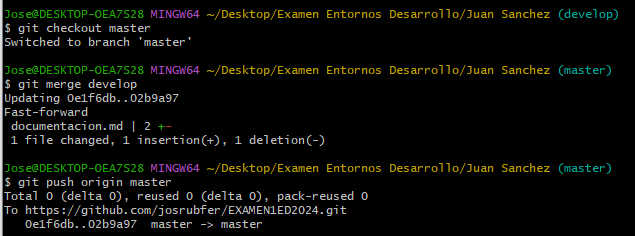 Jose@DESKTOP-OEA7S28 MINGW64 ~/Desktop/Examen Entornos Desarrollo/Juan Sanchez (develop)
$ git checkout master
Switched to branch 'master'
Jose@DESKTOP-OEA7S28 MINGW64 ~/Desktop/Examen Entornos Desarrollo/Juan Sanchez (master)
$ git merge develop
Updating 0e1f6db..02b9a97
Fast-forward
 documentacion.md | 2 +-
 1 file changed, 1 insertion(+), 1 deletion(-)
Jose@DESKTOP-OEA7S28 MINGW64 ~/Desktop/Examen Entornos Desarrollo/Juan Sanchez (master)
$ git push origin master
Total 0 (delta 0), reused 0 (delta 0), pack-reused 0
To https://github.com/josrubfer/EXAMEN1ED2024.git
   0e1f6db..02b9a97  master -> master